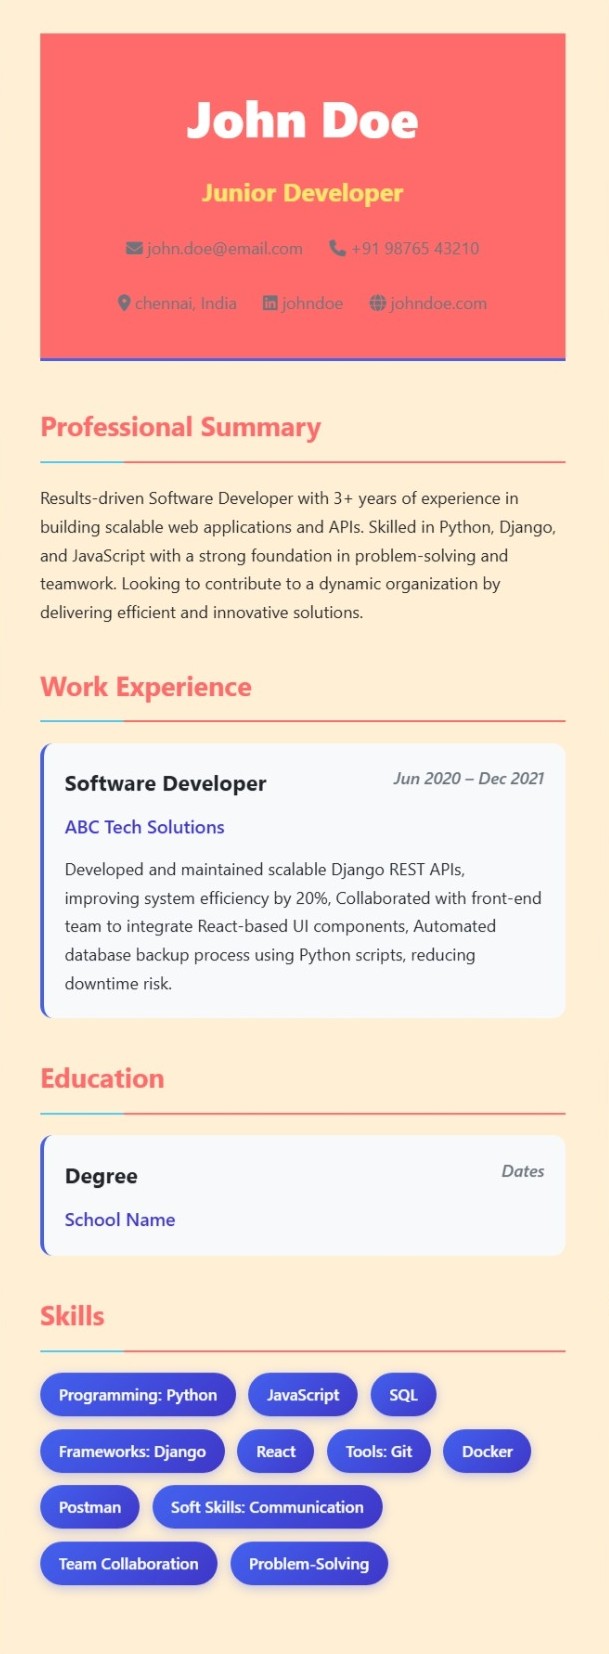 John Doe
Junior Developer
john.doe@email.com +91 98765 43210
chennai, India johndoe johndoe.com
Professional Summary
Results-driven Software Developer with 3+ years of experience in
building scalable web applications and APIs. Skilled in Python, Django,
and JavaScript with a strong foundation in problem-solving and
teamwork. Looking to contribute to a dynamic organization by
delivering efficient and innovative solutions.
Work Experience
Software Developer Jun 2020 – Dec 2021
ABC Tech Solutions
Developed and maintained scalable Django REST APIs,
improving system efficiency by 20%, Collaborated with front-end
team to integrate React-based UI components, Automated
database backup process using Python scripts, reducing
downtime risk.
Education
Degree Dates
School Name
Skills
Programming: Python JavaScript SQL
Frameworks: Django React Tools: Git Docker
Postman Soft Skills: Communication
Team Collaboration Problem-Solving